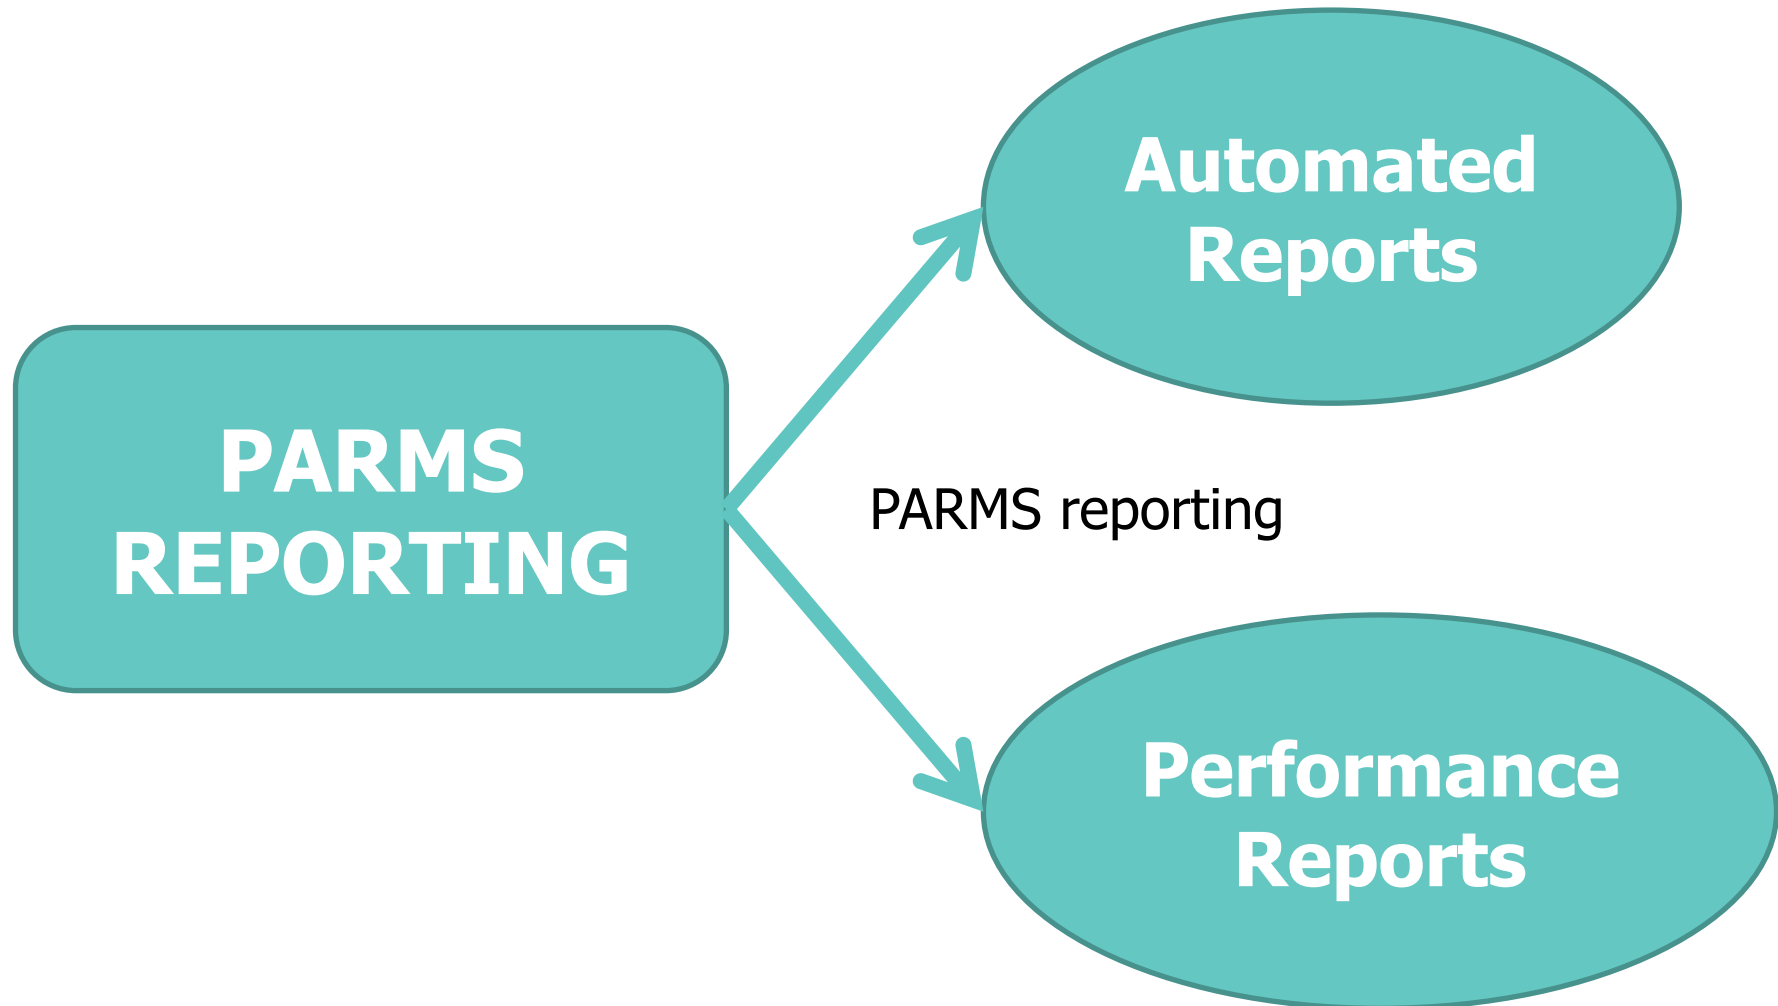 PARMS
REPORTING
Automated
Reports
PARMS reporting
Performance
Reports